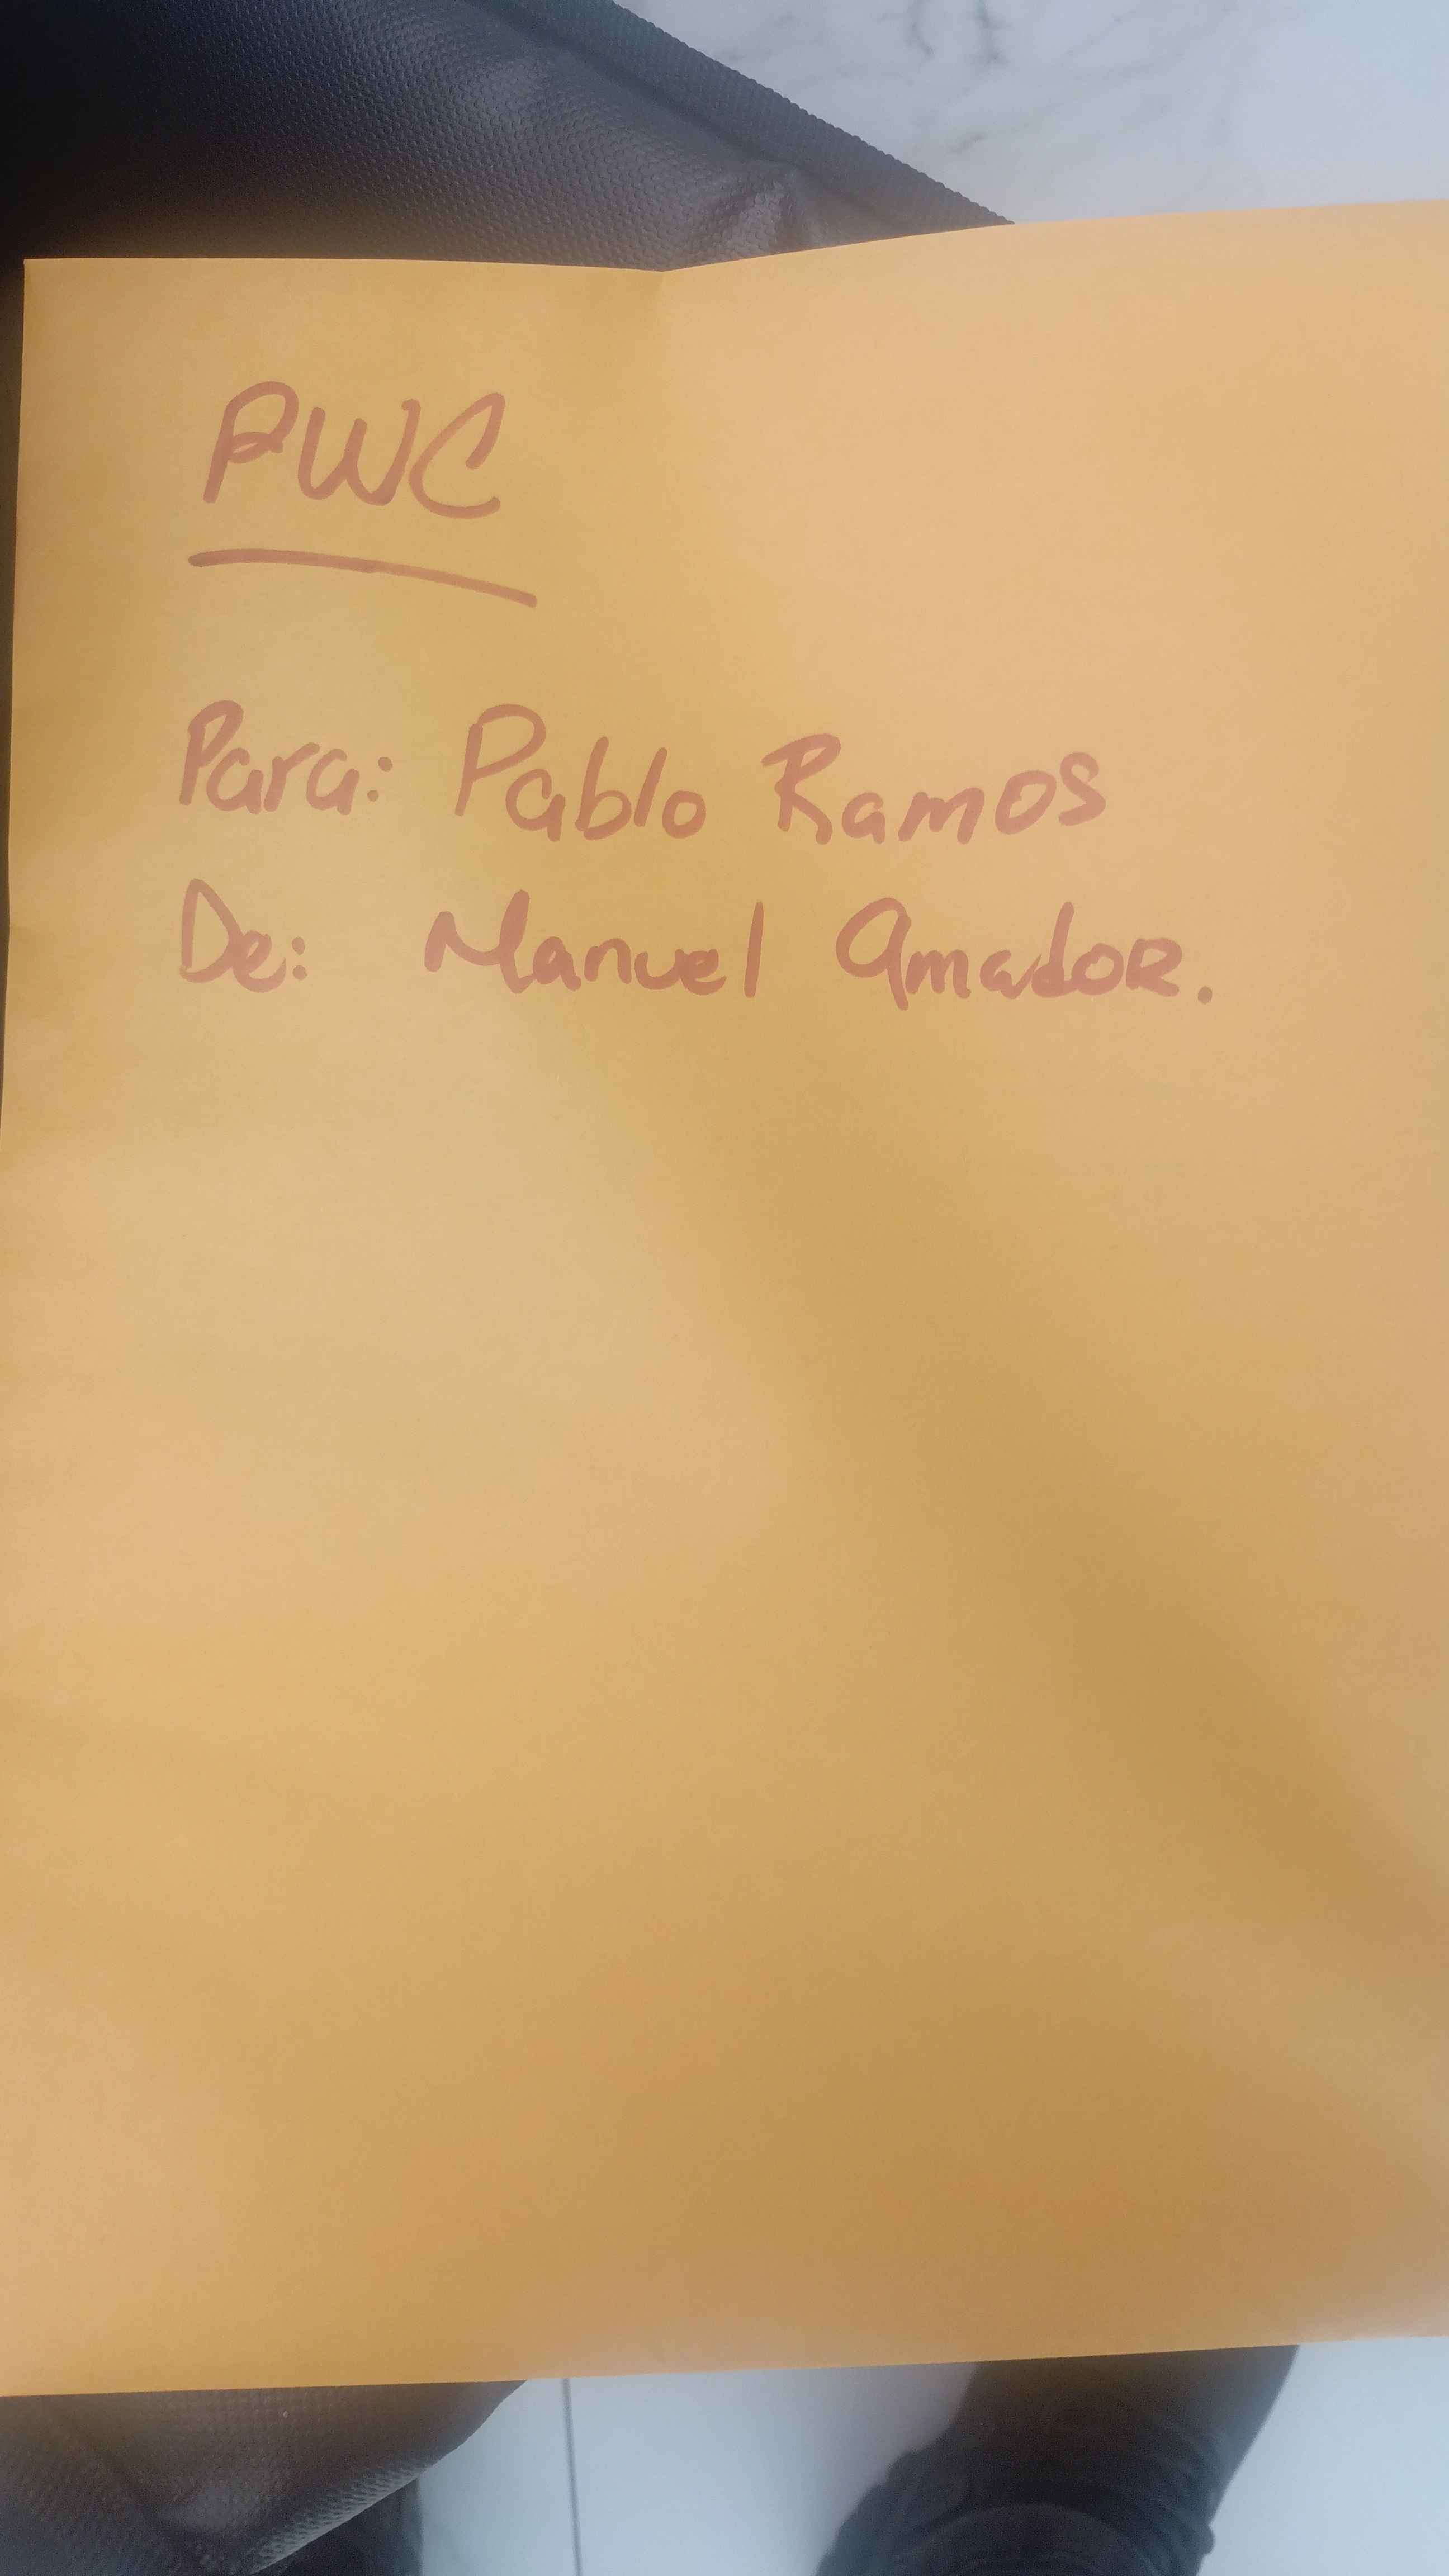 PWC
Para: Pablo Ramos
De: Manuel Amador.